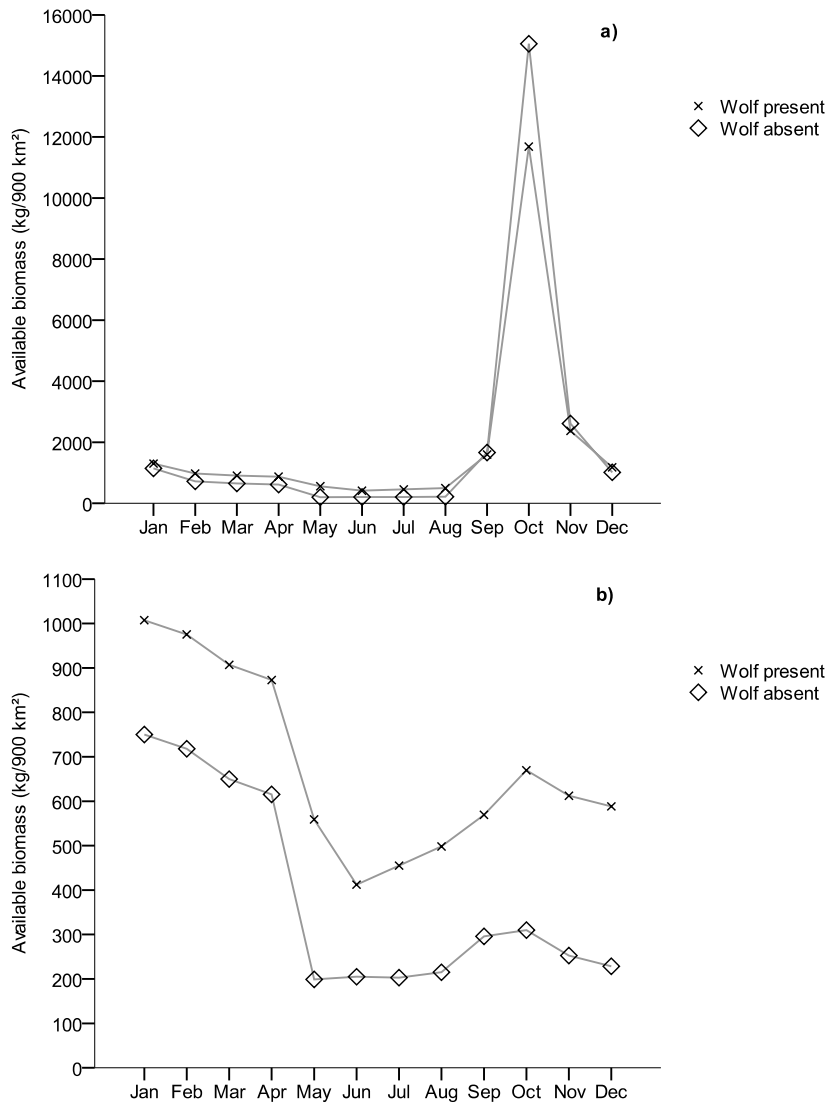 a)
Available biomass (kg/900 km²)
16000
14000
12000
10000
8000
6000
4000
2000
0
Jan Feb Mar Apr May Jun Jul Aug Sep Oct Nov Dec
Wolf present
Wolf absent
b)
Available biomass (kg/900 km²)
1100
1000
900
800
700
600
500
400
300
200
100
0
Jan Feb Mar Apr May Jun Jul Aug Sep Oct Nov Dec
Wolf present
Wolf absent